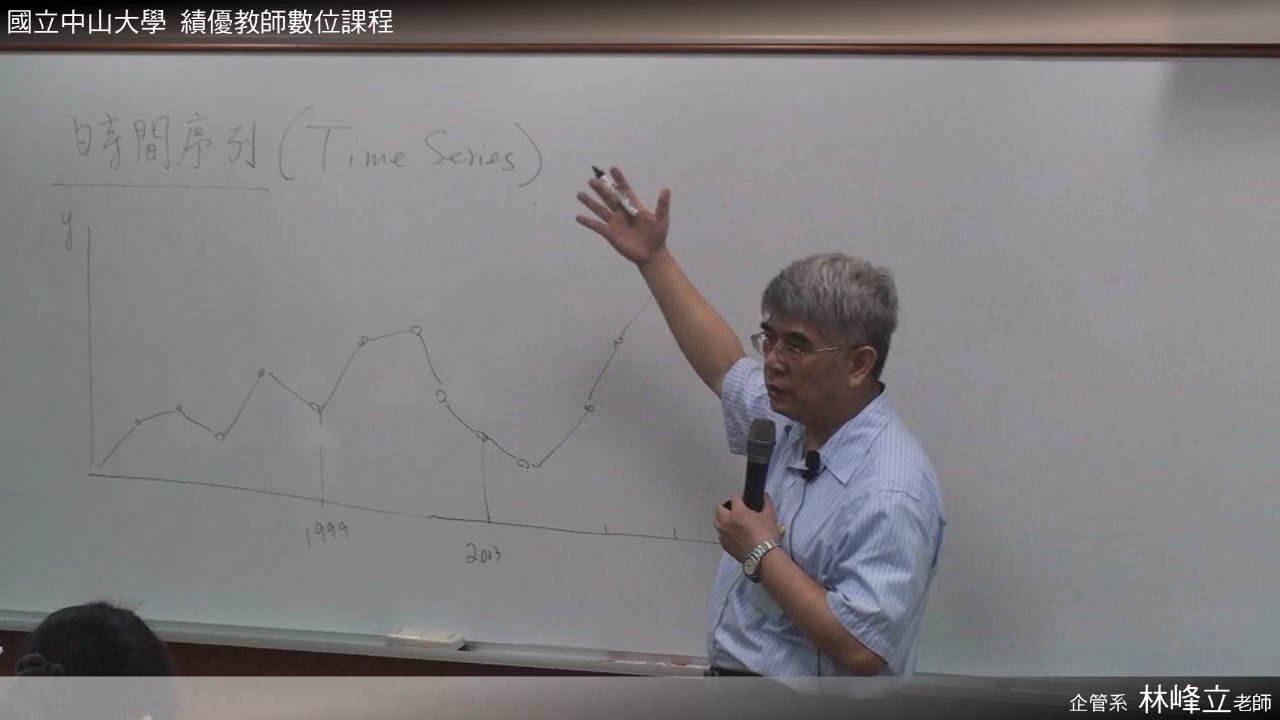 國立中山大學 績優教師數位課程
時間序列 (Time Series)
y
1999
2003
企管系 林峰立老師